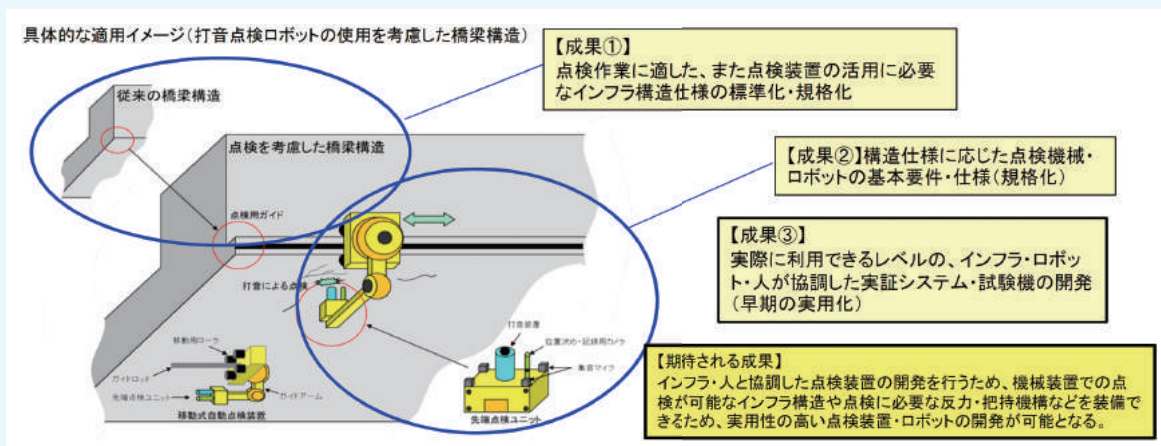 具体的な適用イメージ(打音点検ロボットの使用を考慮した橋梁構造)
従来の橋梁構造
点検を考慮した橋梁構造
点検用ガイド
打音による点検
移動用ローラ
ガイドロッド
先端点検ユニット
ガイドアーム
移動式自動点検装置
打音装置
位置決め・記録用カメラ
集音マイク
先端点検ユニット
【成果①】
点検作業に適した、また点検装置の活用に必要
なインフラ構造仕様の標準化・規格化
【成果②】構造仕様に応じた点検機械・
ロボットの基本要件・仕様(規格化)
【成果③】
実際に利用できるレベルの、インフラ・ロボッ
ト・人が協調した実証システム・試験機の開発
(早期の実用化)
【期待される成果】
インフラ・人と協調した点検装置の開発を行うため、機械装置での点
検が可能なインフラ構造や点検に必要な反力・把持機構などを装備で
きるため、実用性の高い点検装置・ロボットの開発が可能となる。